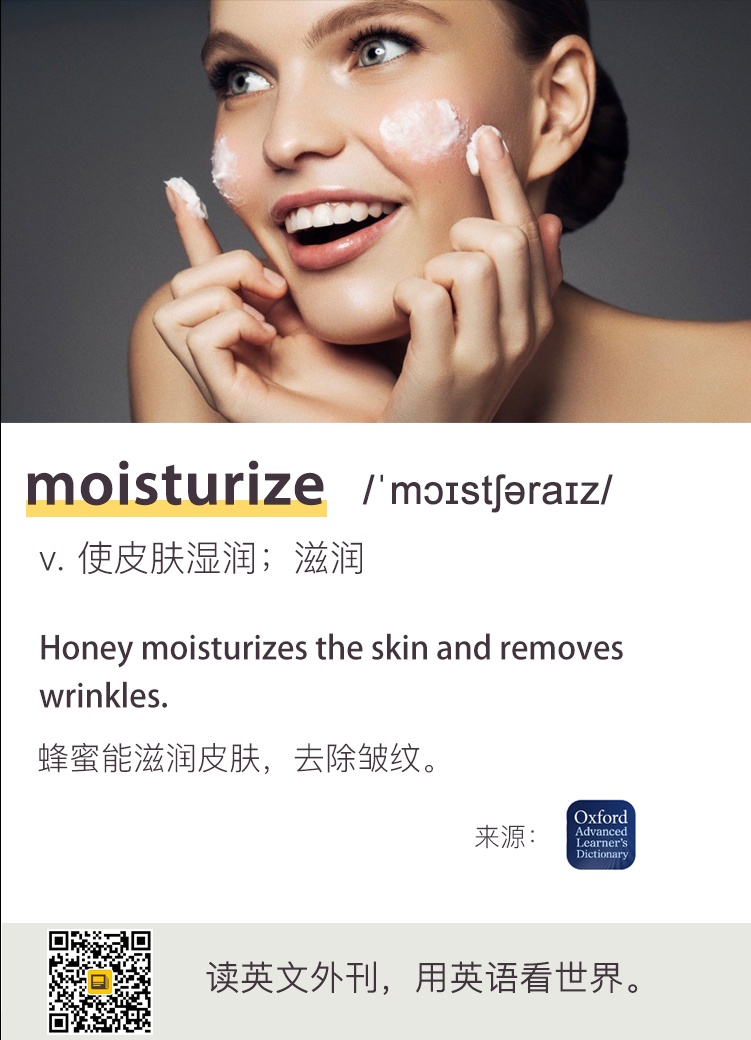 moisturize /ˈmɔɪstʃəraɪz/
v. 使皮肤湿润；滋润
Honey moisturizes the skin and removes
wrinkles.
蜂蜜能滋润皮肤，去除皱纹。
来源：
Oxford
Advanced
Learner's
Dictionary
读英文外刊，用英语看世界。